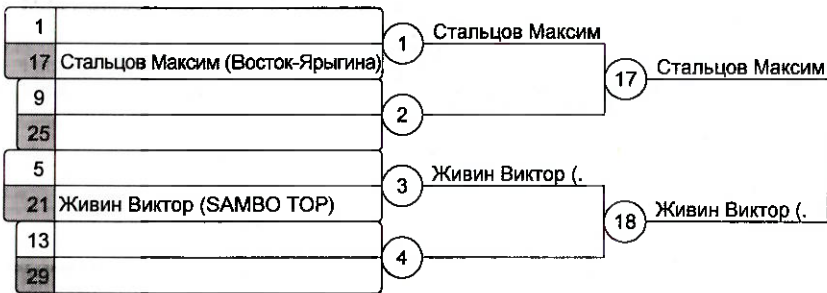 1
Стальцов Максим
1
17 Стальцов Максим (Восток-Ярыгина)
17
Стальцов Максим
9
2
25
5
3
Живин Виктор (.
21 Живин Виктор (SAMBO TOP)
18
Живин Виктор (.
13
4
29